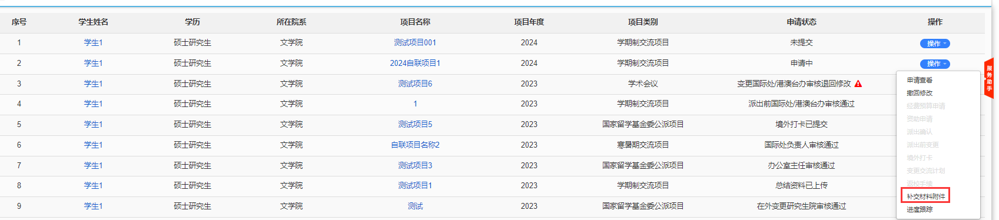 序号 学生姓名 学历 所在院系 项目名称 项目年度 项目类别 申请状态 操作
1 学生1 硕士研究生 文学院 测试项目001 2024 学期制交流项目 未提交 操作
2 学生1 硕士研究生 文学院 2024自联项目1 2024 学期制交流项目 申请中 操作
3 学生1 硕士研究生 文学院 测试项目6 2023 学术会议 变更国际处/港澳台办审核退回修改
4 学生1 硕士研究生 文学院 1 2023 学期制交流项目 派出前国际处/港澳台办审核通过
5 学生1 硕士研究生 文学院 测试项目5 2023 国家留学基金委公派项目 境外打卡已提交
6 学生1 硕士研究生 文学院 自联项目名称2 2023 寒暑期交流项目 国际处负责人审核通过
7 学生1 硕士研究生 文学院 测试项目3 2023 国家留学基金委公派项目 办公室主任审核通过
8 学生1 硕士研究生 文学院 测试项目1 2023 学期制交流项目 总结资料已上传
9 学生1 硕士研究生 文学院 测试 2023 国家留学基金委公派项目 在外变更研究生院审核通过
申请查看
撤回修改
经费预算申请
资助申请
派出确认
派出前变更
境外打卡
变更交流计划
返校手续
补交材料附件
进度跟踪
服务助手